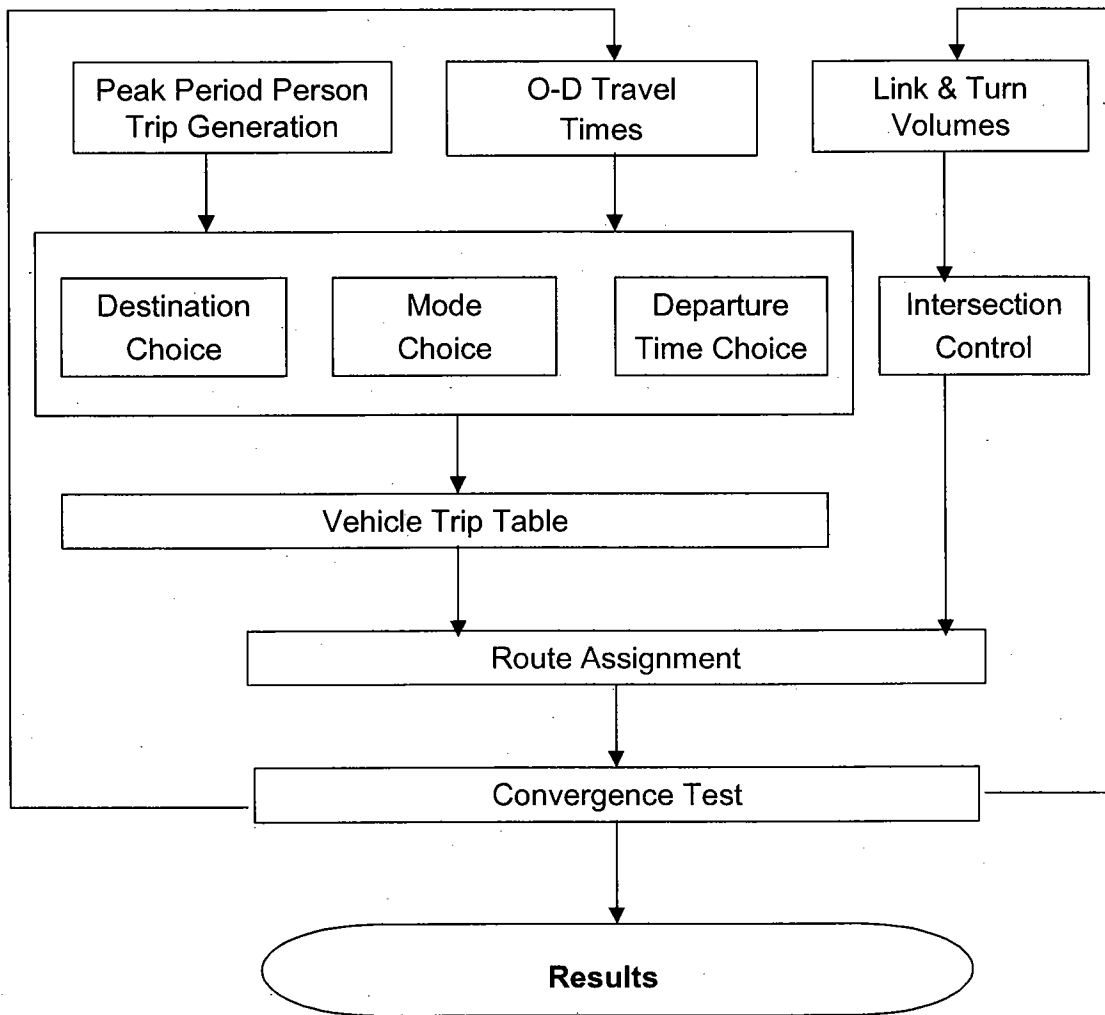 Peak Period Person
Trip Generation
O-D Travel
Times
Link & Turn
Volumes
Destination
Choice
Mode
Choice
Departure
Time Choice
Intersection
Control
Vehicle Trip Table
Route Assignment
Convergence Test
Results